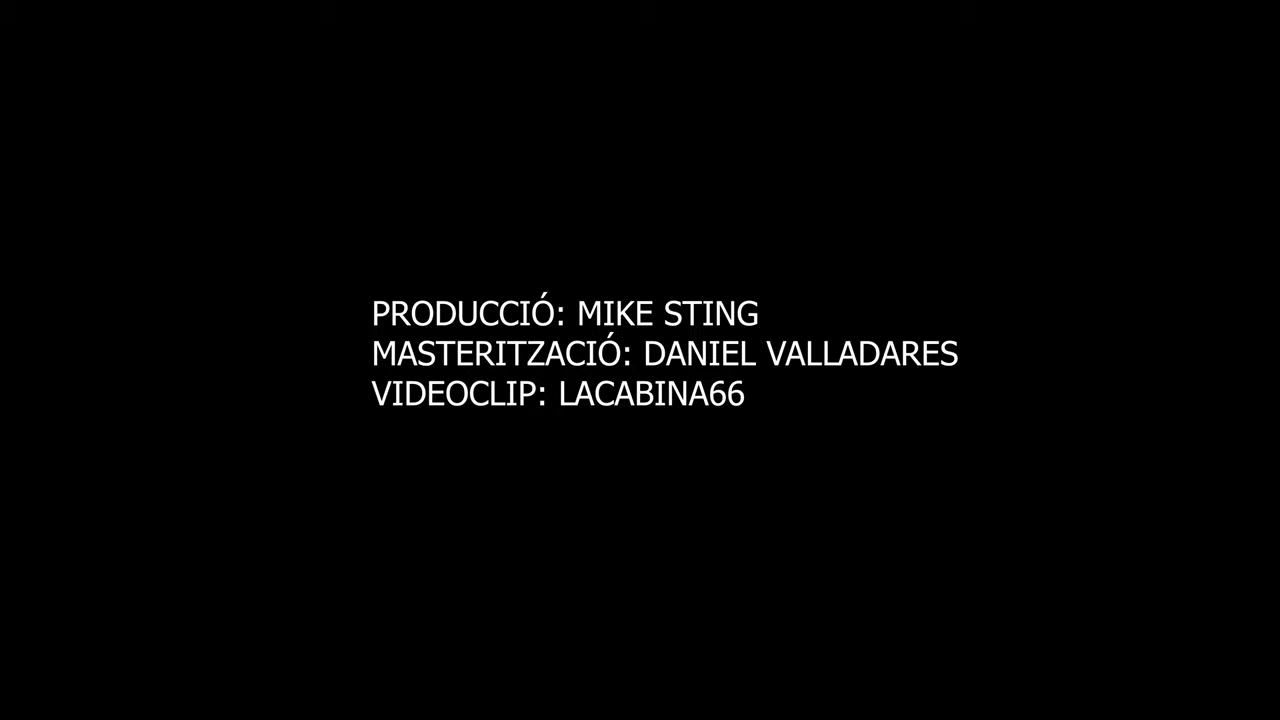 PRODUCCIÓ: MIKE STING
MASTERITZACIÓ: DANIEL VALLADARES
VIDEOCLIP: LACABINA66